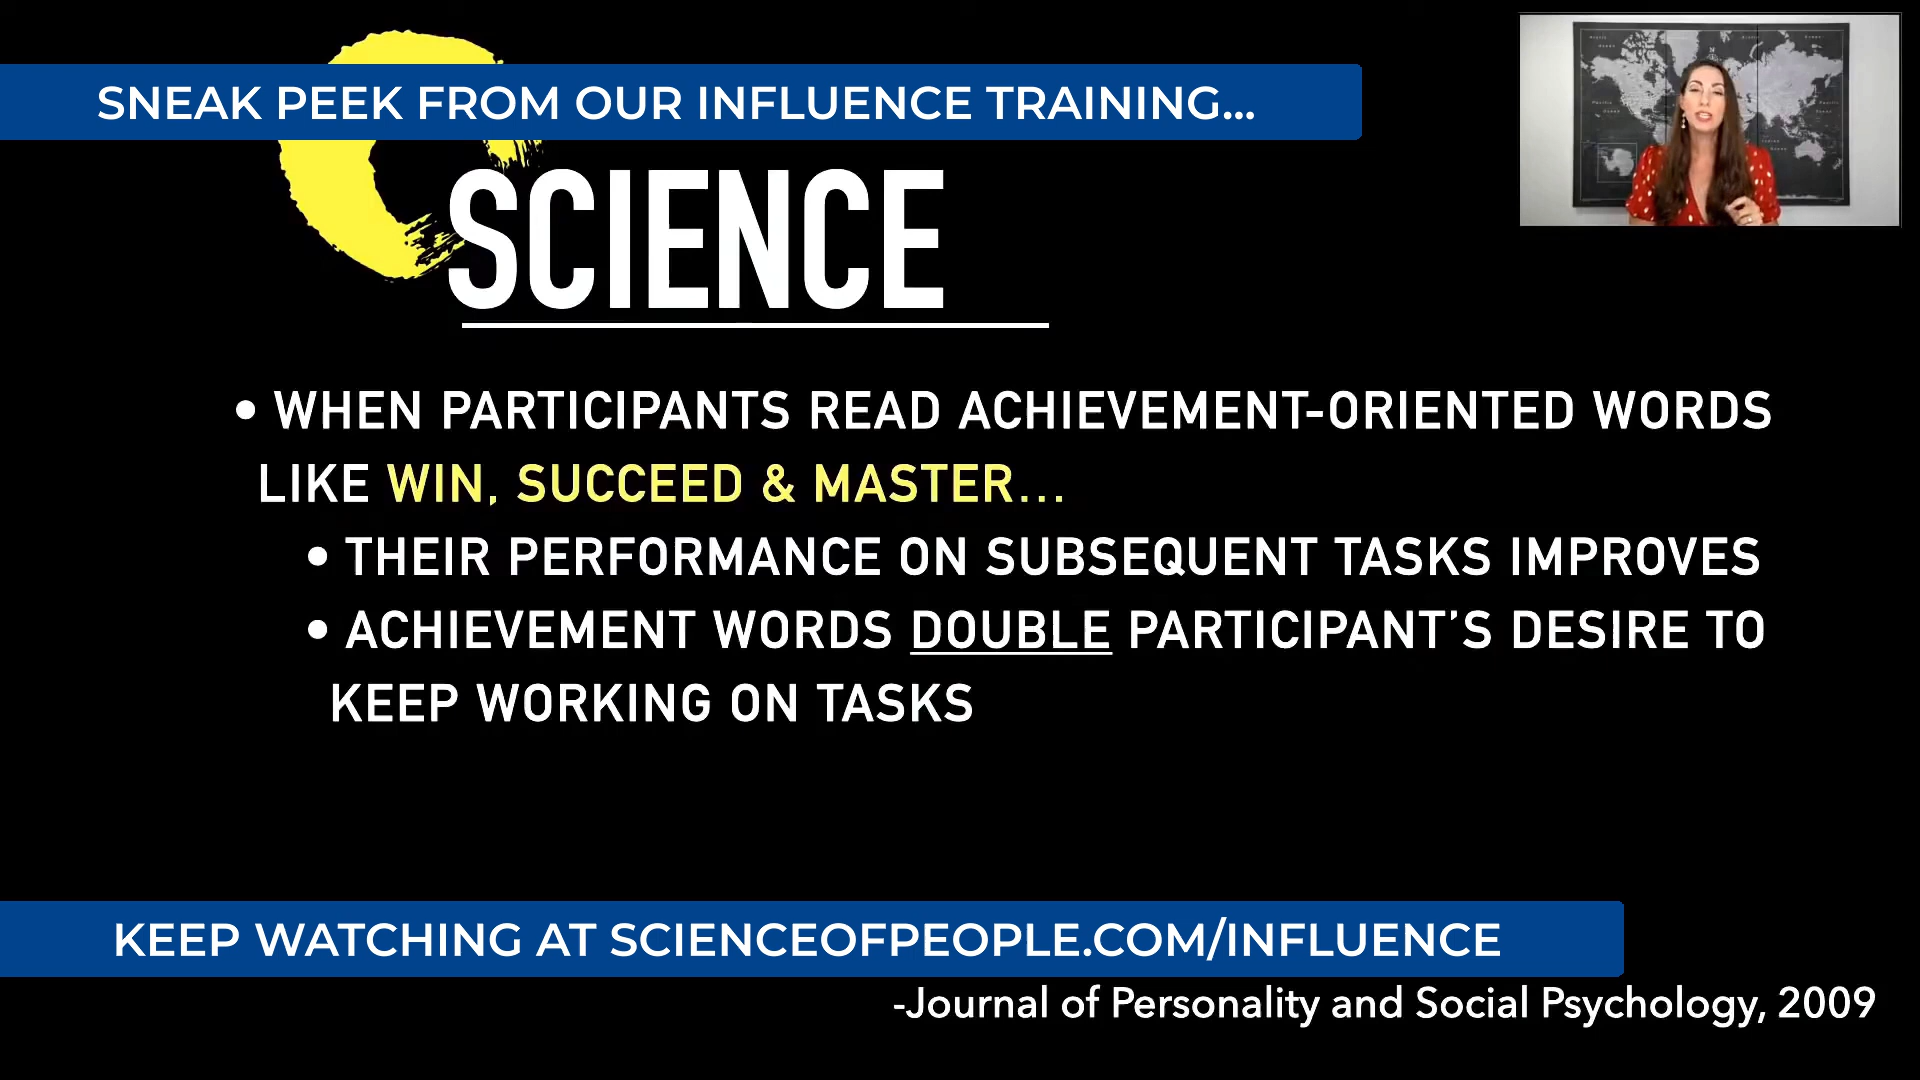 SNEAK PEEK FROM OUR INFLUENCE TRAINING...
SCIENCE
• WHEN PARTICIPANTS READ ACHIEVEMENT-ORIENTED WORDS
LIKE WIN, SUCCEED & MASTER...
• THEIR PERFORMANCE ON SUBSEQUENT TASKS IMPROVES
• ACHIEVEMENT WORDS DOUBLE PARTICIPANT'S DESIRE TO
KEEP WORKING ON TASKS
KEEP WATCHING AT SCIENCEOFPEOPLE.COM/INFLUENCE
-Journal of Personality and Social Psychology, 2009